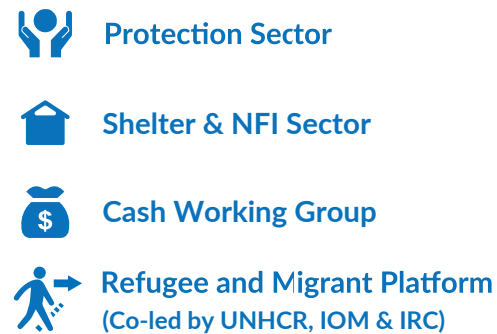 Protection Sector
Shelter & NFI Sector
$
Cash Working Group
Refugee and Migrant Platform
(Co-led by UNHCR, IOM & IRC)